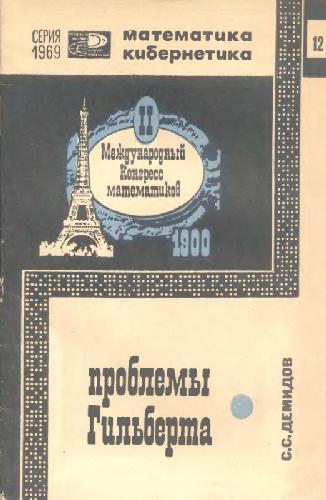 СЕРИЯ
1969
математика
кибернетика
12
II
Международный
Конгресс
математиков
1900
проблемы
Гильберта
С.С.ДЕМИДОВ